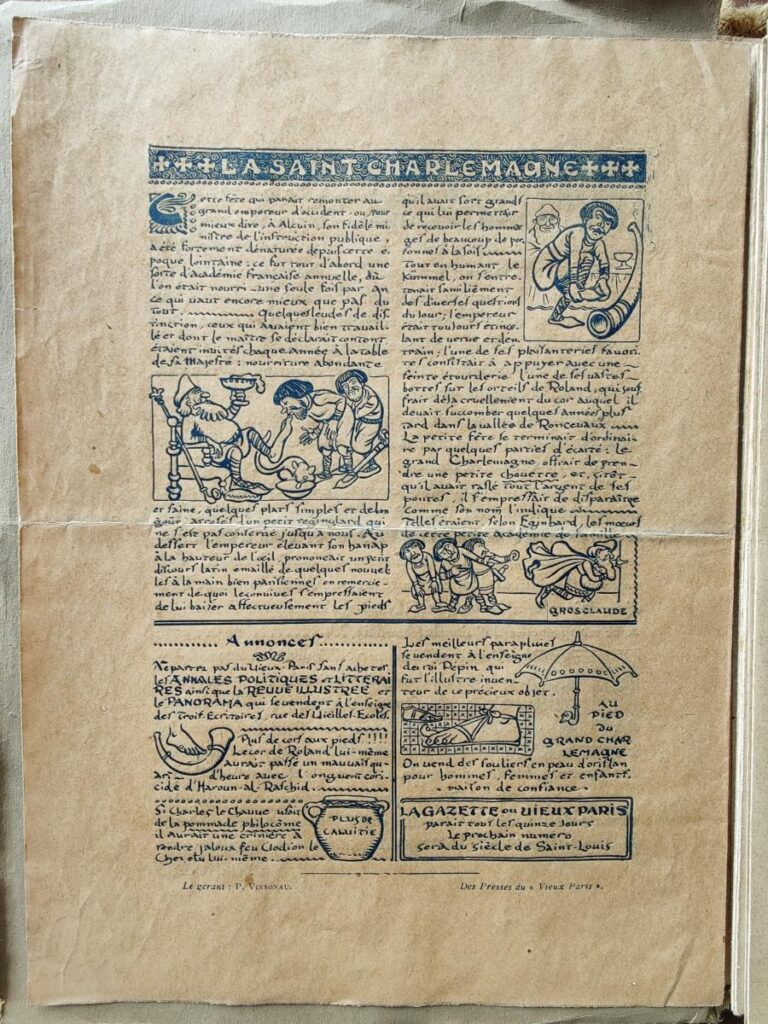 LA SAINT CHARLEMAGNE
Cette fête qui paraît remonter au
grand empereur d'occident, ou, pour
mieux dire, à Alcuin, son fidèle mi-
nistre de l'instruction publique,
a été fortement dénaturée depuis cette é-
poque lointaine: ce fut tout d'abord une
sorte d'académie française annuelle, où
l'on était nourri une seule fois par an
ce qui vaut encore mieux que pas du
tout. Quelques leudes de dis-
tinction, ceux qui avaient bien travail-
lé et dont le maître se déclarait content
étaient invités chaque année à la table
de sa Majesté: nourriture abondante
et saine, quelques plats simples et de bon
goût, arrosés d'un petit reginglard qui
ne s'est pas conservé jusqu'à nous. Au
dessert l'empereur élevant son hanap
à la hauteur de l'œil, prononçait un petit
discours latin émaillé de quelques nouvel
les à la main bien parisiennes en remercie-
ment de quoi les convives s'empressaient
de lui baiser affectueusement les pieds
qu'il avait fort grands
ce qui lui permettait
de recevoir les homma
ges de beaucoup de per
sonnes à la fois
Tout en humant le
Kummel, on s'entre
tenait familièrement
des diverses questions
du jour; l'empereur
était toujours étince
lant de verve et d'en
train; l'une de ses plaisanteries favori
tes consistait à appuyer avec une
feinte étourderie l'une de ses vastes
bottes sur les orteils de Roland, qui souf
frait déjà cruellement du cor auquel il
devait succomber quelques années plus
tard dans la vallée de Ronceveaux
La petite fête se terminait d'ordinai
re par quelques parties d'écarté: le
grand Charlemagne offrait de pren
dre une petite chouette, et, sitôt
qu'il avait raflé tout l'argent de ses
pontes, il s'empressait de disparaître
comme son nom l'indique
Telles étaient, selon Eginhard, les mœurs
de cette petite académie de famille
GROSCLAUDE
Annonces
Ne partez pas du Vieux-Paris sans acheter
les ANNALES POLITIQUES et LITTERAI
RES ainsi que la REVUE ILLUSTREE et
le PANORAMA qui se vendent à l'enseigne
des Trois-Ecritoires, rue des Vieilles-Ecoles.
Plus de cors aux pieds!!!!
Le cor de Roland lui-même
aurait passé un mauvais qu-
art d'heure avec l'onguent cori-
cide d'Haroun-al-Raschid
Si Charles le Chauve usait
de la pommade philocôme
il aurait une crinière à
rendre jaloux feu Clodion le
Chevelu lui-même
PLUS DE
CALVITIE
Les meilleurs parapluies
se vendent à l'enseigne
du roi Pépin qui
fut l'illustre inven
teur de ce précieux objet.
AU
PIED
DU
GRAND CHAR
LEMAGNE
On vend des souliers en peau d'orislan
pour hommes, femmes et enfants.
maison de confiance
LA GAZETTE DU VIEUX PARIS
paraît tous les quinze Jours
Le prochain numéro
sera du siècle de Saint-Louis
Le gérant : P. VINSONAU.
Des Presses du « Vieux Paris ».